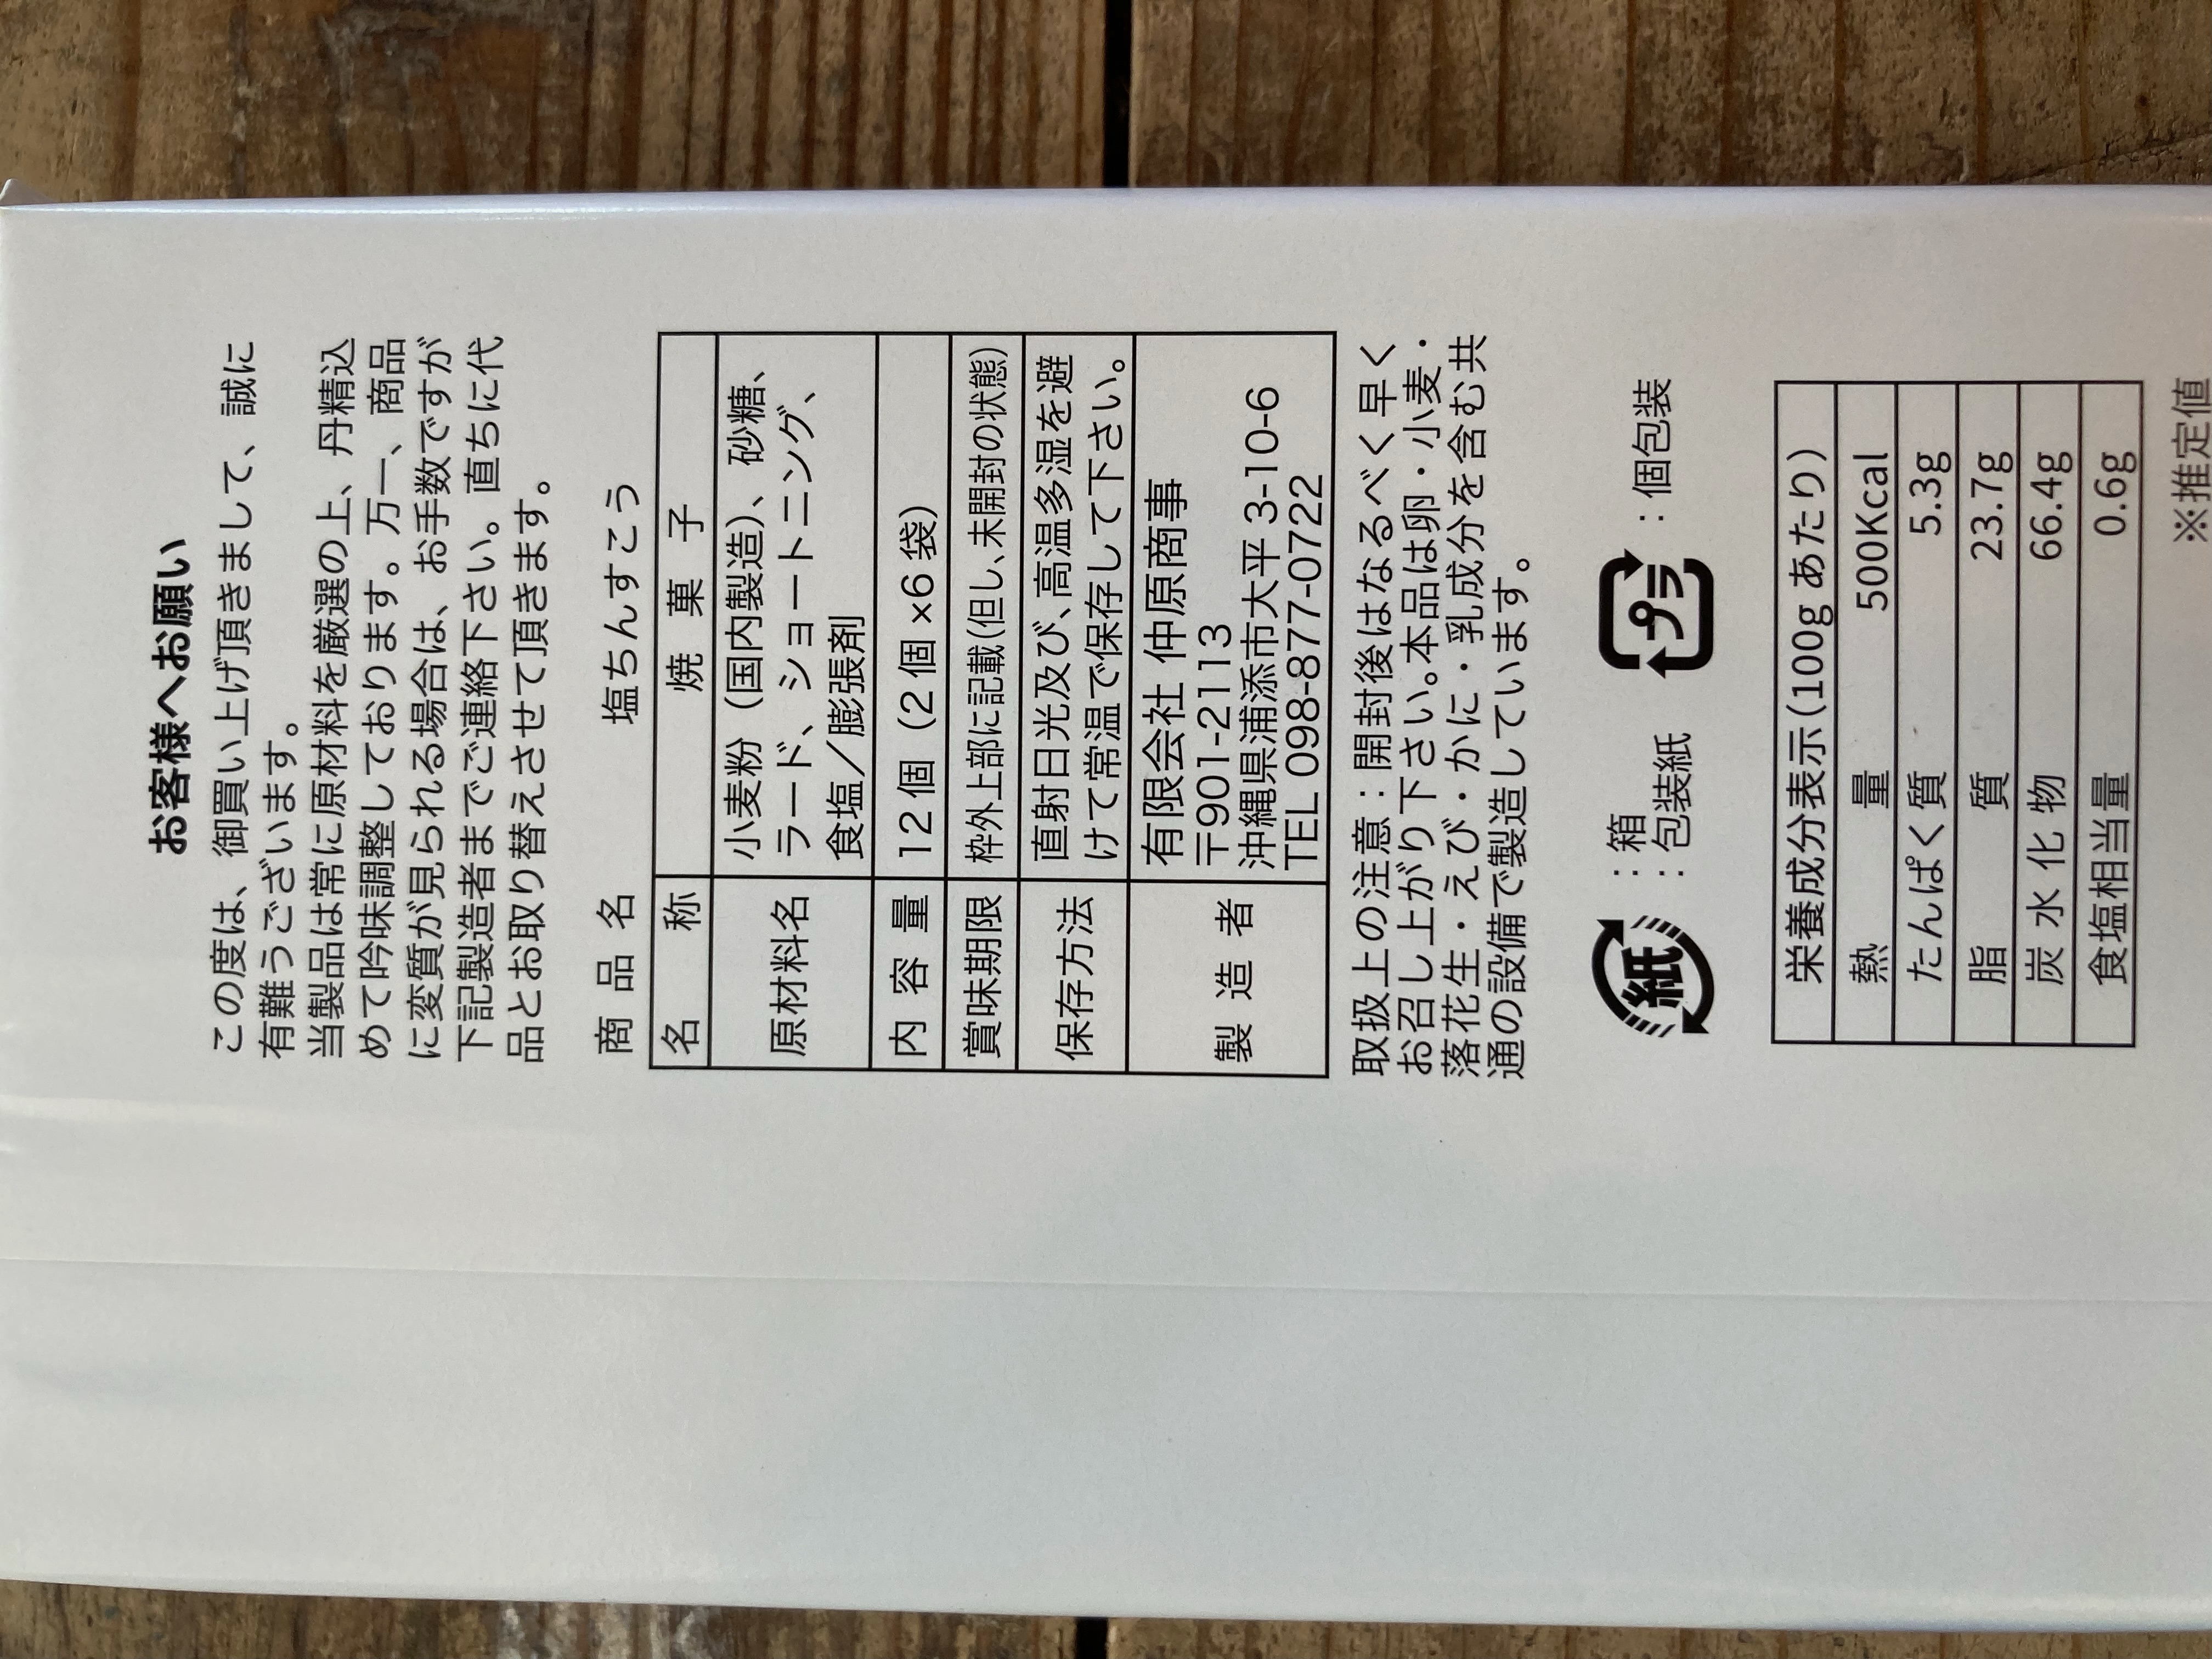 お客様へお願い
この度は、御買い上げ頂きまして、誠に
有難うございます。
当製品は常に原材料を厳選の上、丹精込
めて吟味調整しております。万一、商品
に変質が見られる場合は、お手数ですが
下記製造者までご連絡下さい。直ちに代
品とお取り替えさせて頂きます。
商品名 塩ちんすこう
名称 焼菓子
原材料名 小麦粉（国内製造）、砂糖、
ラード、ショートニング、
食塩／膨張剤
内容量 12個（2個×6袋）
賞味期限 枠外上部に記載（但し、未開封の状態）
保存方法 直射日光及び、高温多湿を避
けて常温で保存して下さい。
製造者 有限会社 仲原商事
〒901-2113
沖縄県浦添市大平 3-10-6
TEL 098-877-0722
取扱上の注意：開封後はなるべく早く
お召し上がり下さい。本品は卵・小麦・
落花生・えび・かに・乳成分を含む共
通の設備で製造しています。
紙 ：箱
：包装紙
プラ ：個包装
栄養成分表示（100g あたり）
熱量 500Kcal
たんぱく質 5.3g
脂質 23.7g
炭水化物 66.4g
食塩相当量 0.6g
※推定値